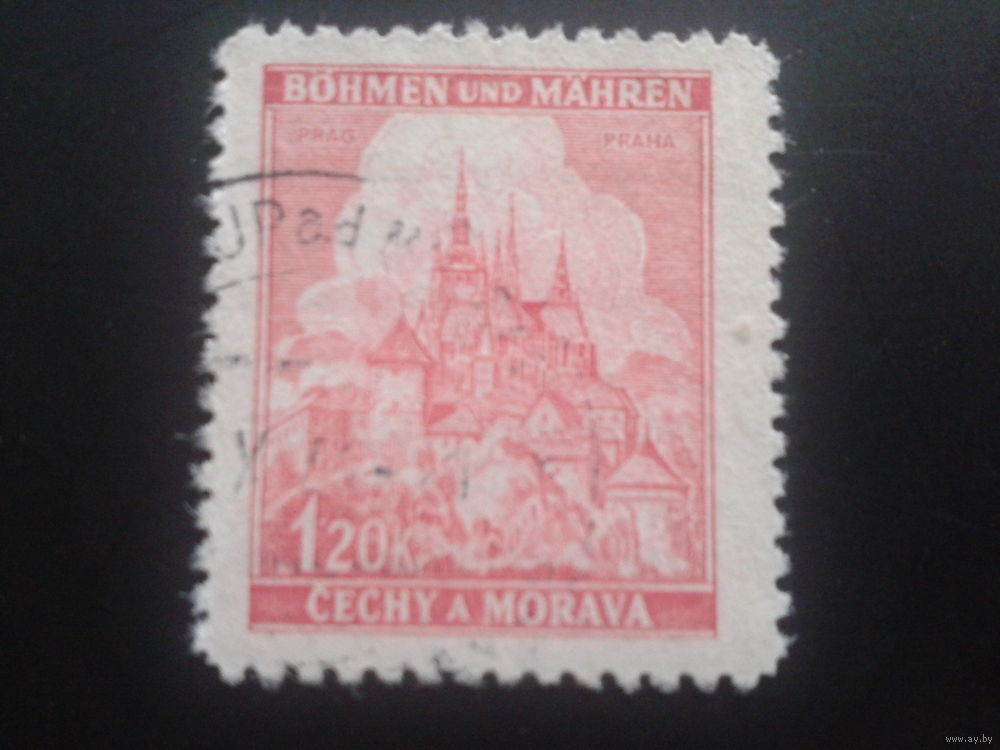 BÖHMEN UND MÄHREN
PRAG PRAHA
1.20K
ČECHY A MORAVA
www.ay.by